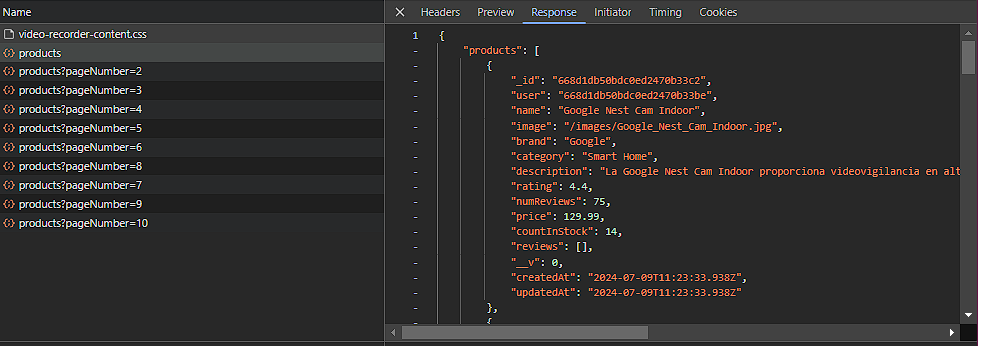 Name
video-recorder-content.css
products
products?pageNumber=2
products?pageNumber=3
products?pageNumber=4
products?pageNumber=5
products?pageNumber=6
products?pageNumber=8
products?pageNumber=7
products?pageNumber=9
products?pageNumber=10
Headers Preview Response Initiator Timing Cookies
1 {
- "products": [
- {
- "_id": "668d1db50bdc0ed2470b33c2",
- "user": "668d1db50bdc0ed2470b33be",
- "name": "Google Nest Cam Indoor",
- "image": "/images/Google_Nest_Cam_Indoor.jpg",
- "brand": "Google",
- "category": "Smart Home",
- "description": "La Google Nest Cam Indoor proporciona videovigilancia en alt
- "rating": 4.4,
- "numReviews": 75,
- "price": 129.99,
- "countInStock": 14,
- "reviews": [],
- "__v": 0,
- "createdAt": "2024-07-09T11:23:33.938Z",
- "updatedAt": "2024-07-09T11:23:33.938Z"
- },
- {